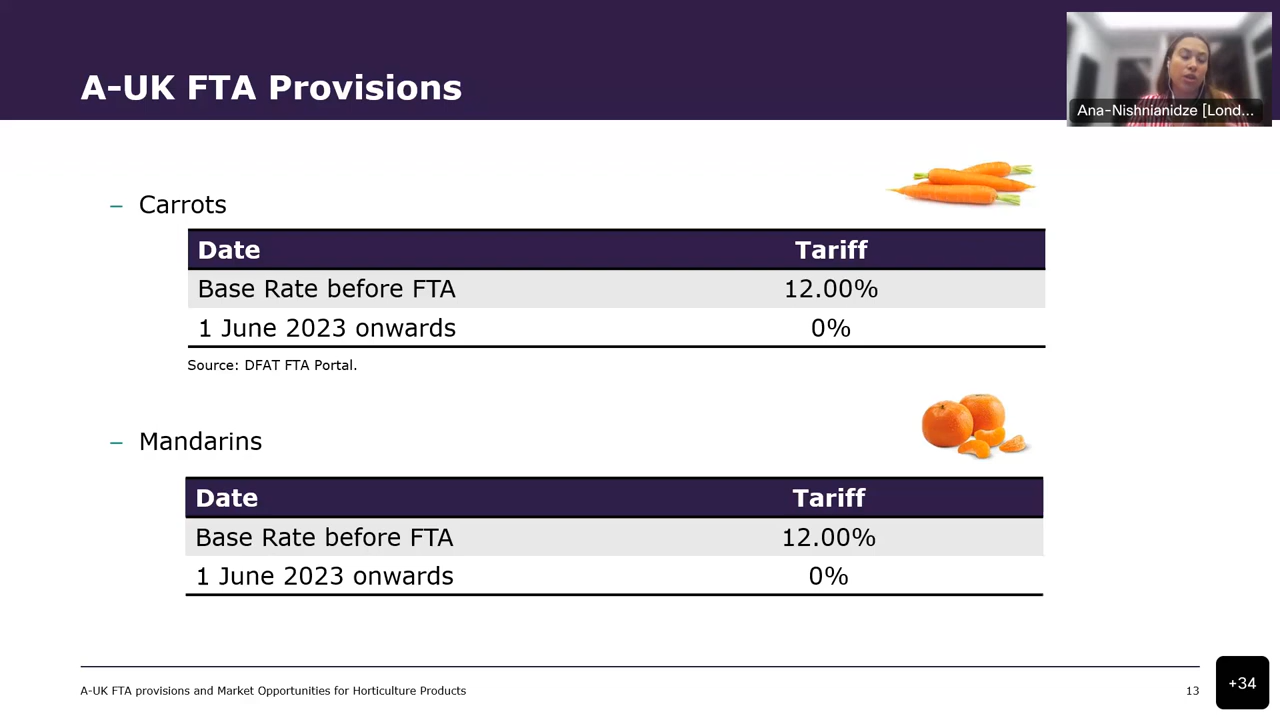 A-UK FTA Provisions
Ana-Nishnianidze [Lond...
– Carrots
Date Tariff
Base Rate before FTA 12.00%
1 June 2023 onwards 0%
Source: DFAT FTA Portal.
– Mandarins
Date Tariff
Base Rate before FTA 12.00%
1 June 2023 onwards 0%
A-UK FTA provisions and Market Opportunities for Horticulture Products 13
+34